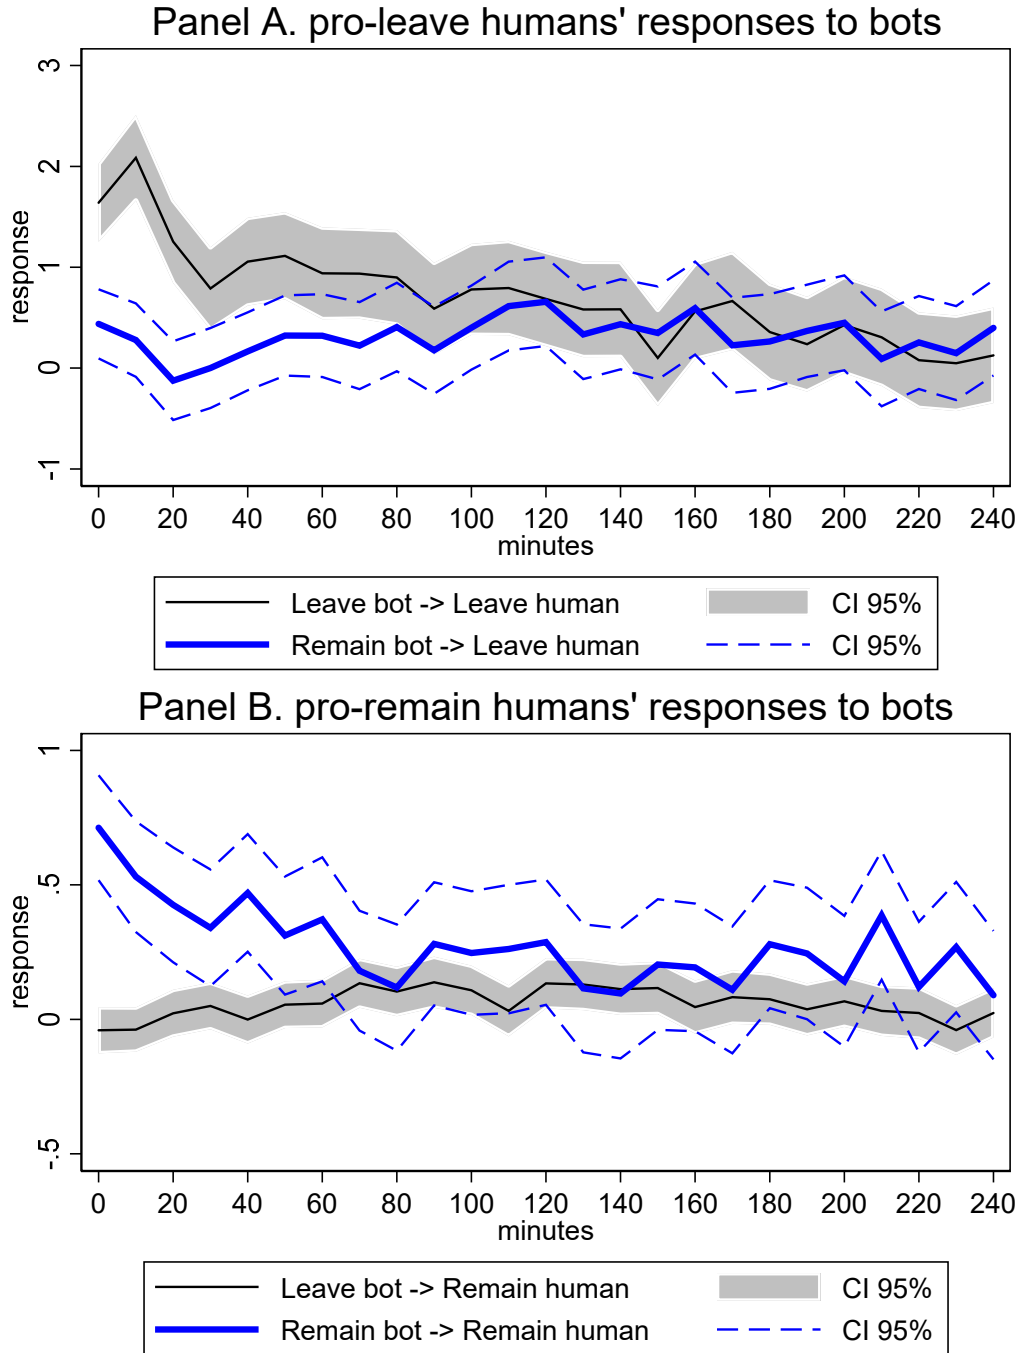 Panel A. pro-leave humans' responses to bots
3
2
1
0
-1
response
0 20 40 60 80 100 120 140 160 180 200 220 240
minutes
Leave bot -> Leave human CI 95%
Remain bot -> Leave human CI 95%
Panel B. pro-remain humans' responses to bots
1
.5
0
-.5
response
0 20 40 60 80 100 120 140 160 180 200 220 240
minutes
Leave bot -> Remain human CI 95%
Remain bot -> Remain human CI 95%